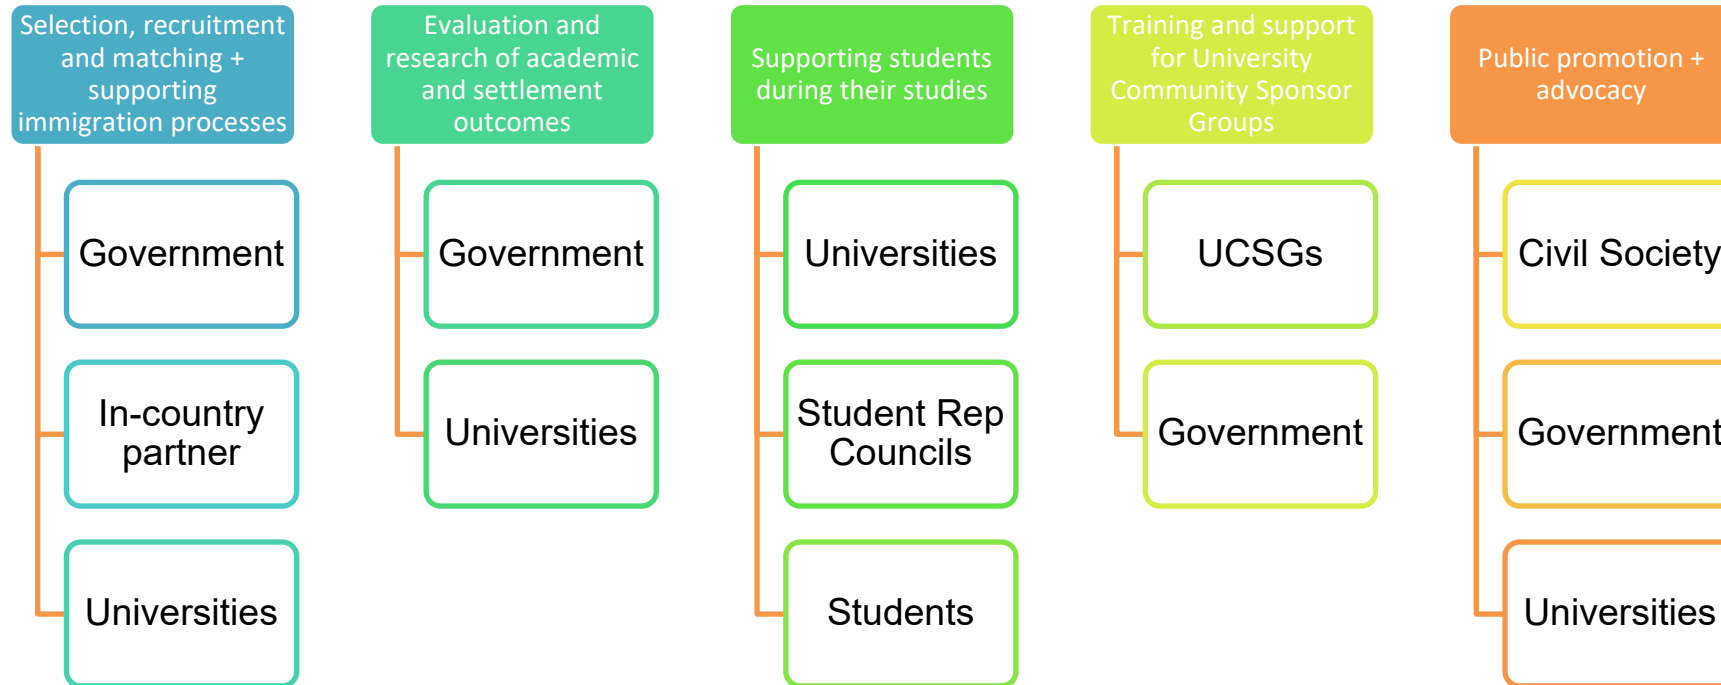 Selection, recruitment
and matching +
supporting
immigration processes
Government
In-country
partner
Universities
Evaluation and
research of academic
and settlement
outcomes
Government
Universities
Supporting students
during their studies
Universities
Student Rep
Councils
Students
Training and support
for University
Community Sponsor
Groups
UCSGs
Government
Public promotion +
advocacy
Civil Society
Government
Universities